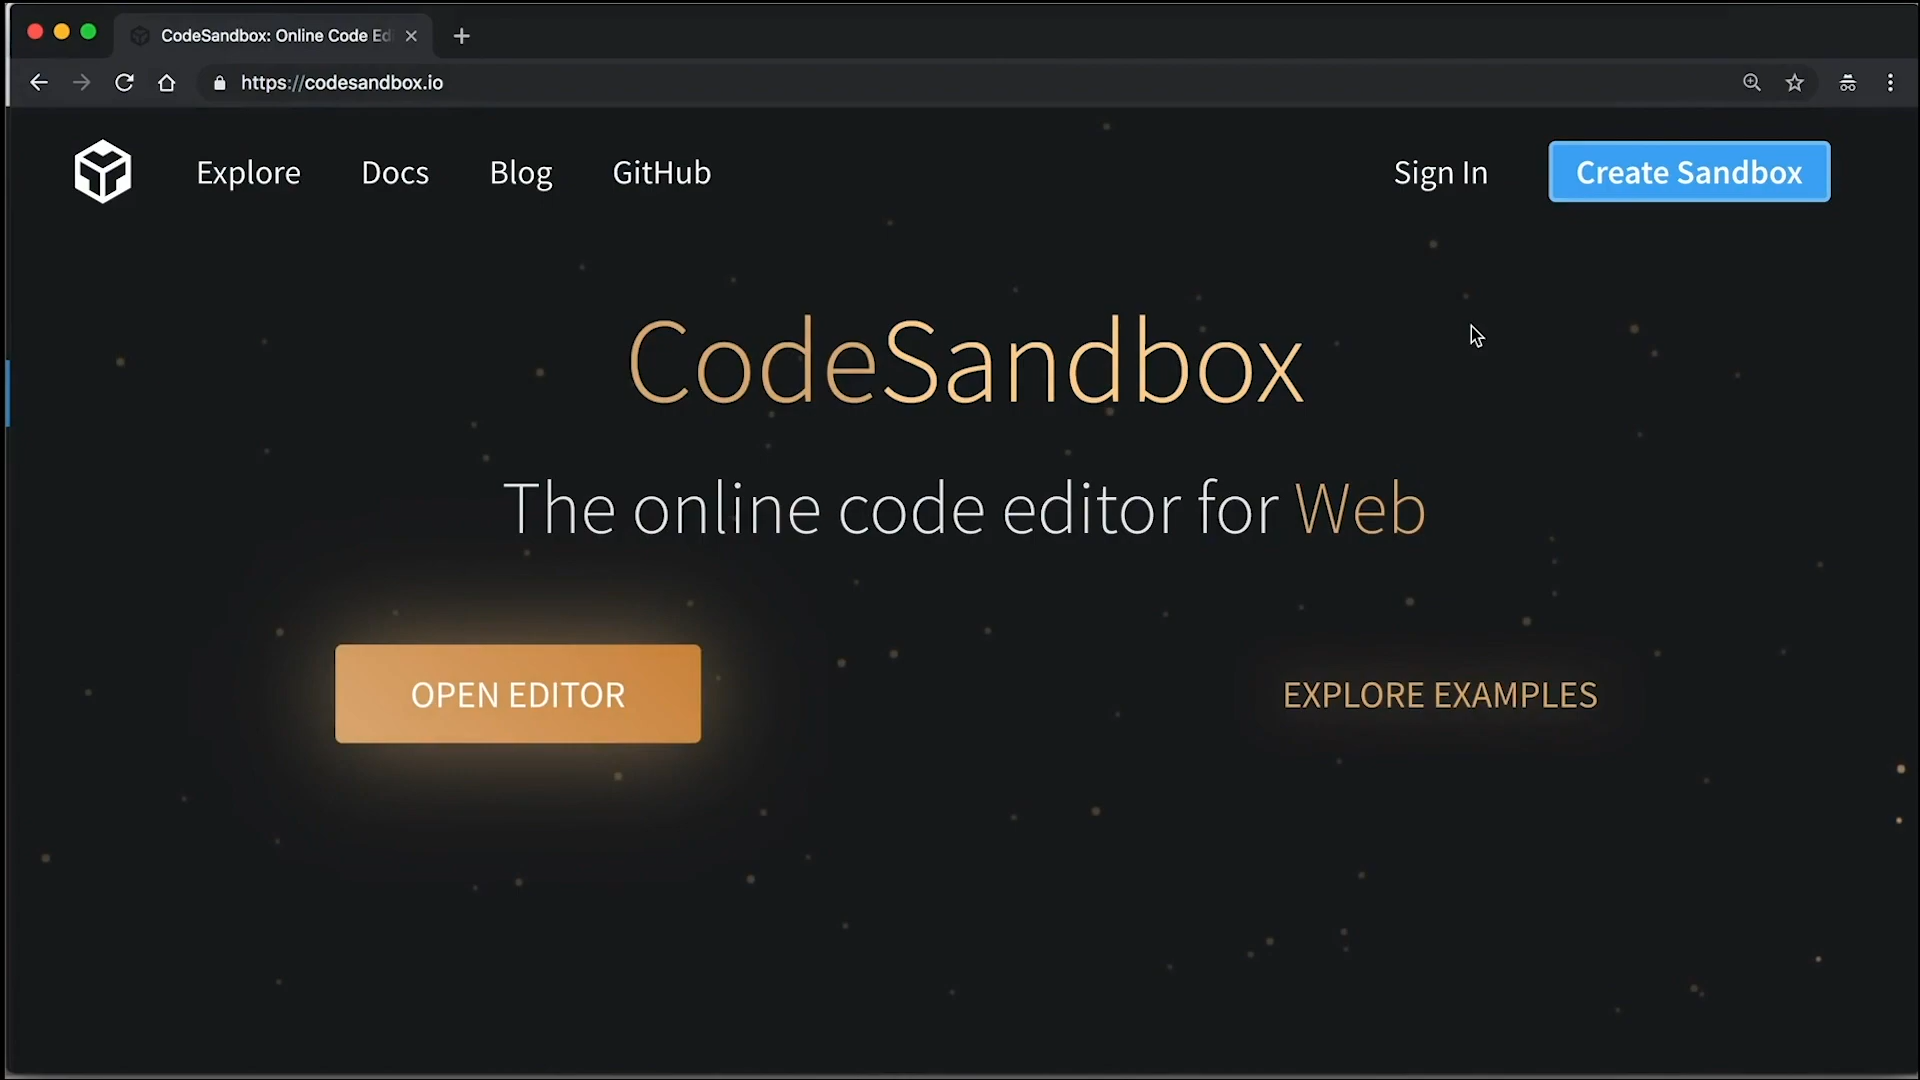 CodeSandbox: Online Code Ed
https://codesandbox.io
Explore Docs Blog GitHub Sign In Create Sandbox
CodeSandbox
The online code editor for Web
OPEN EDITOR EXPLORE EXAMPLES